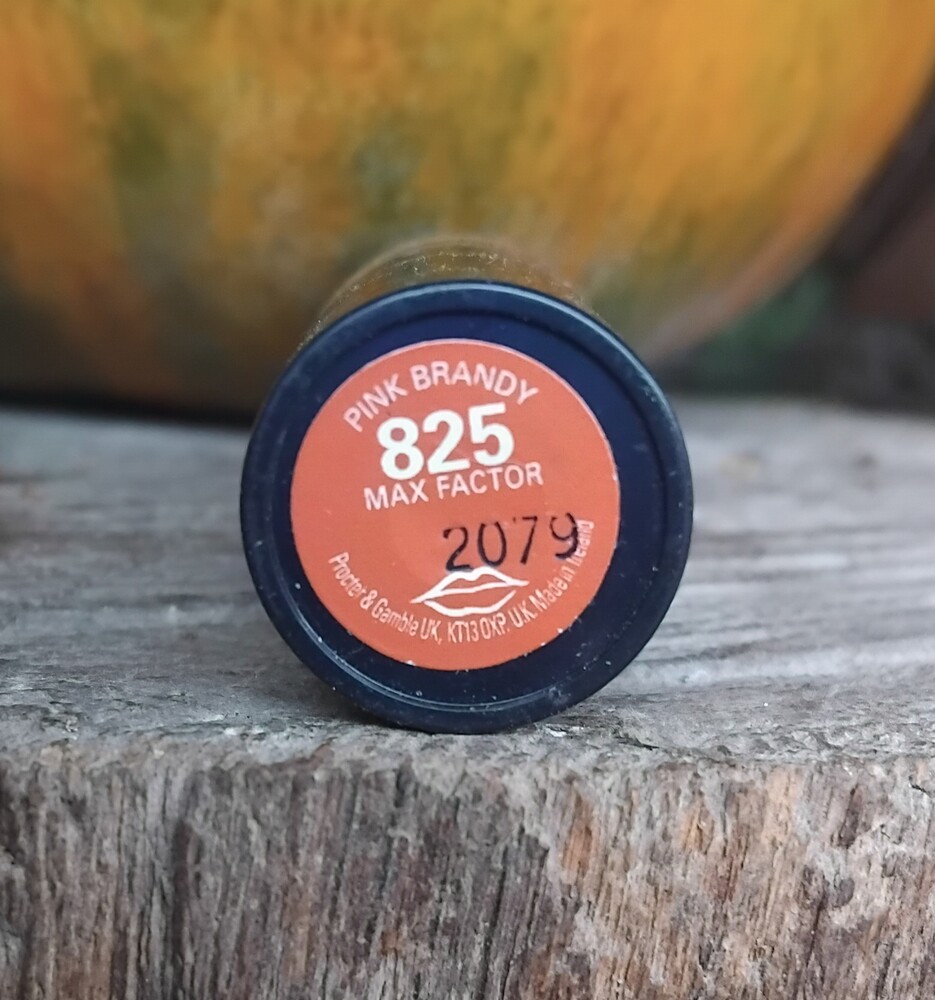 PINK BRANDY
825
MAX FACTOR
2079
Procter & Gamble UK, KT13 0XP, U.K. Made in Ireland